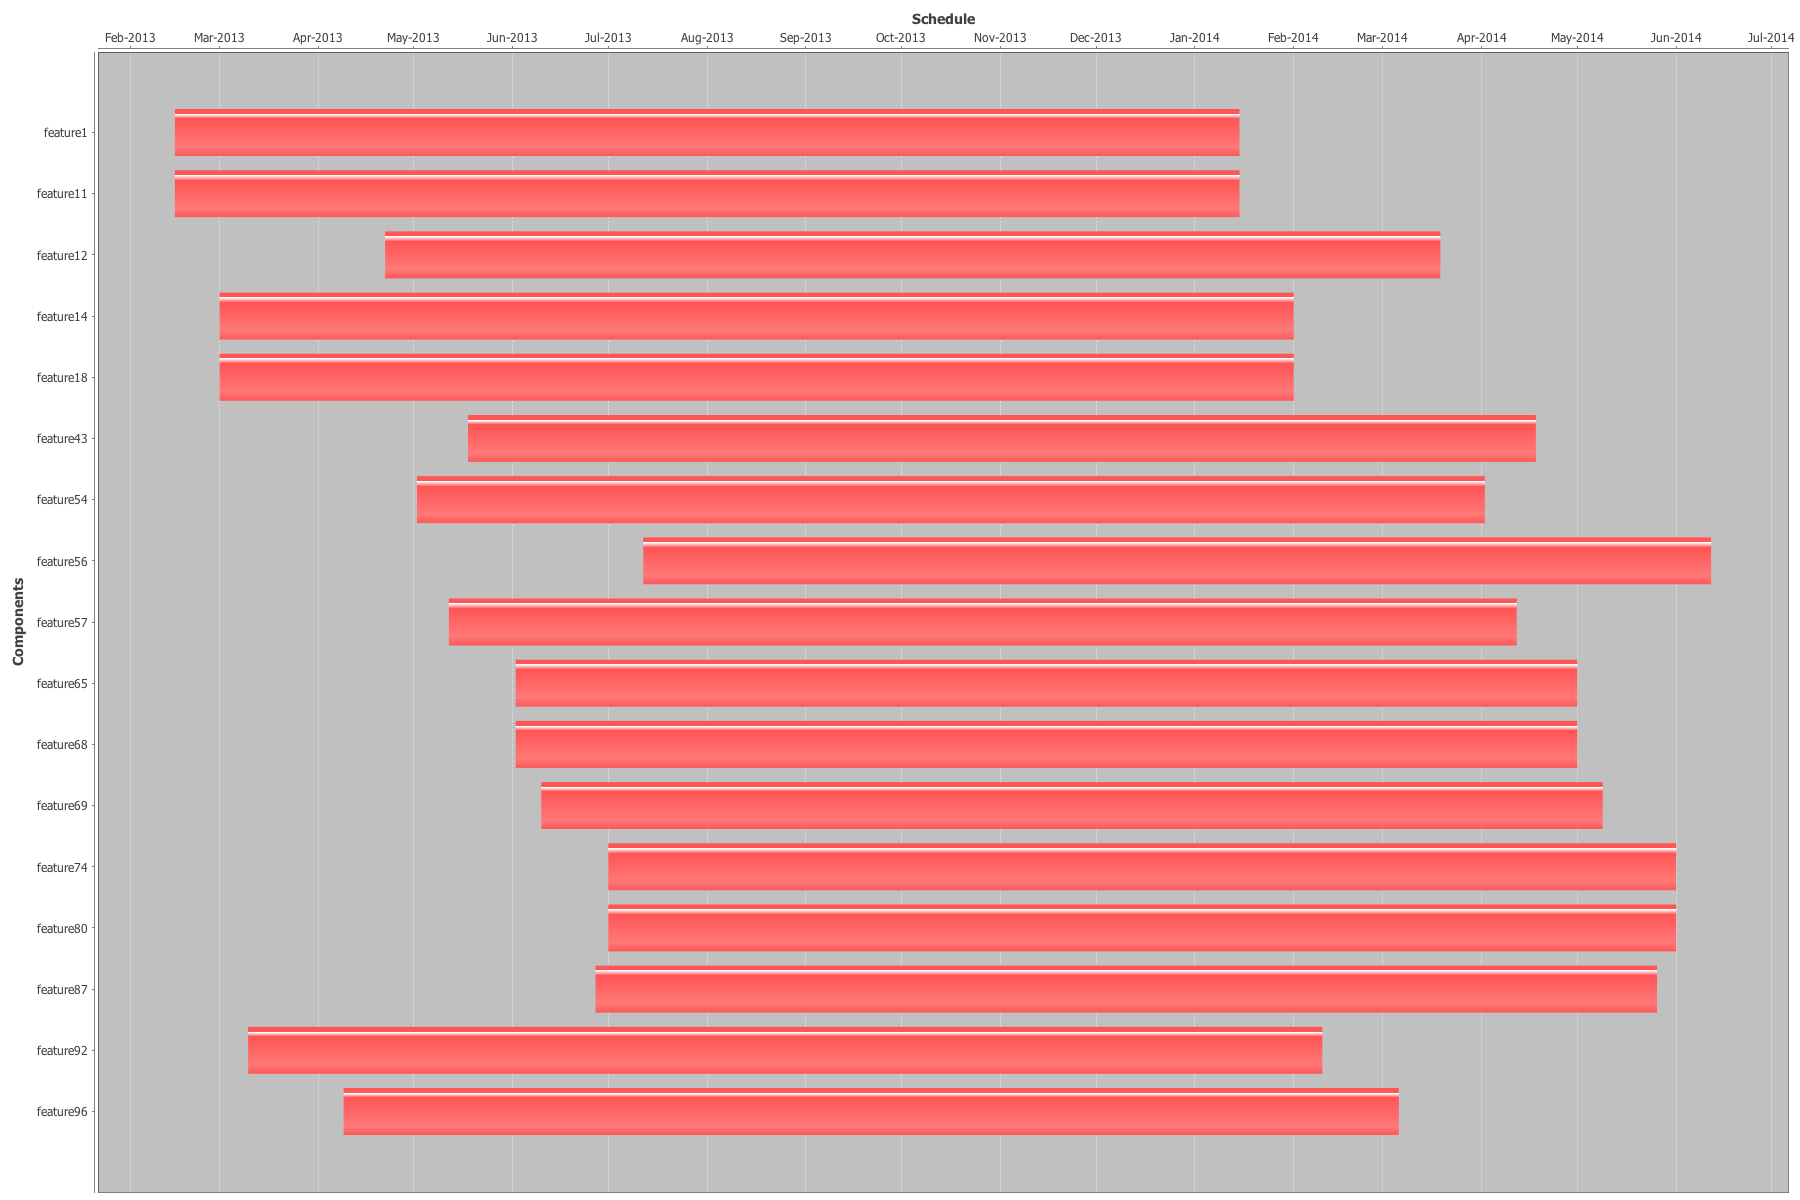 Schedule
Feb-2013 Mar-2013 Apr-2013 May-2013 Jun-2013 Jul-2013 Aug-2013 Sep-2013 Oct-2013 Nov-2013 Dec-2013 Jan-2014 Feb-2014 Mar-2014 Apr-2014 May-2014 Jun-2014 Jul-2014
Components
feature1
feature11
feature12
feature14
feature18
feature43
feature54
feature56
feature57
feature65
feature68
feature69
feature74
feature80
feature87
feature92
feature96